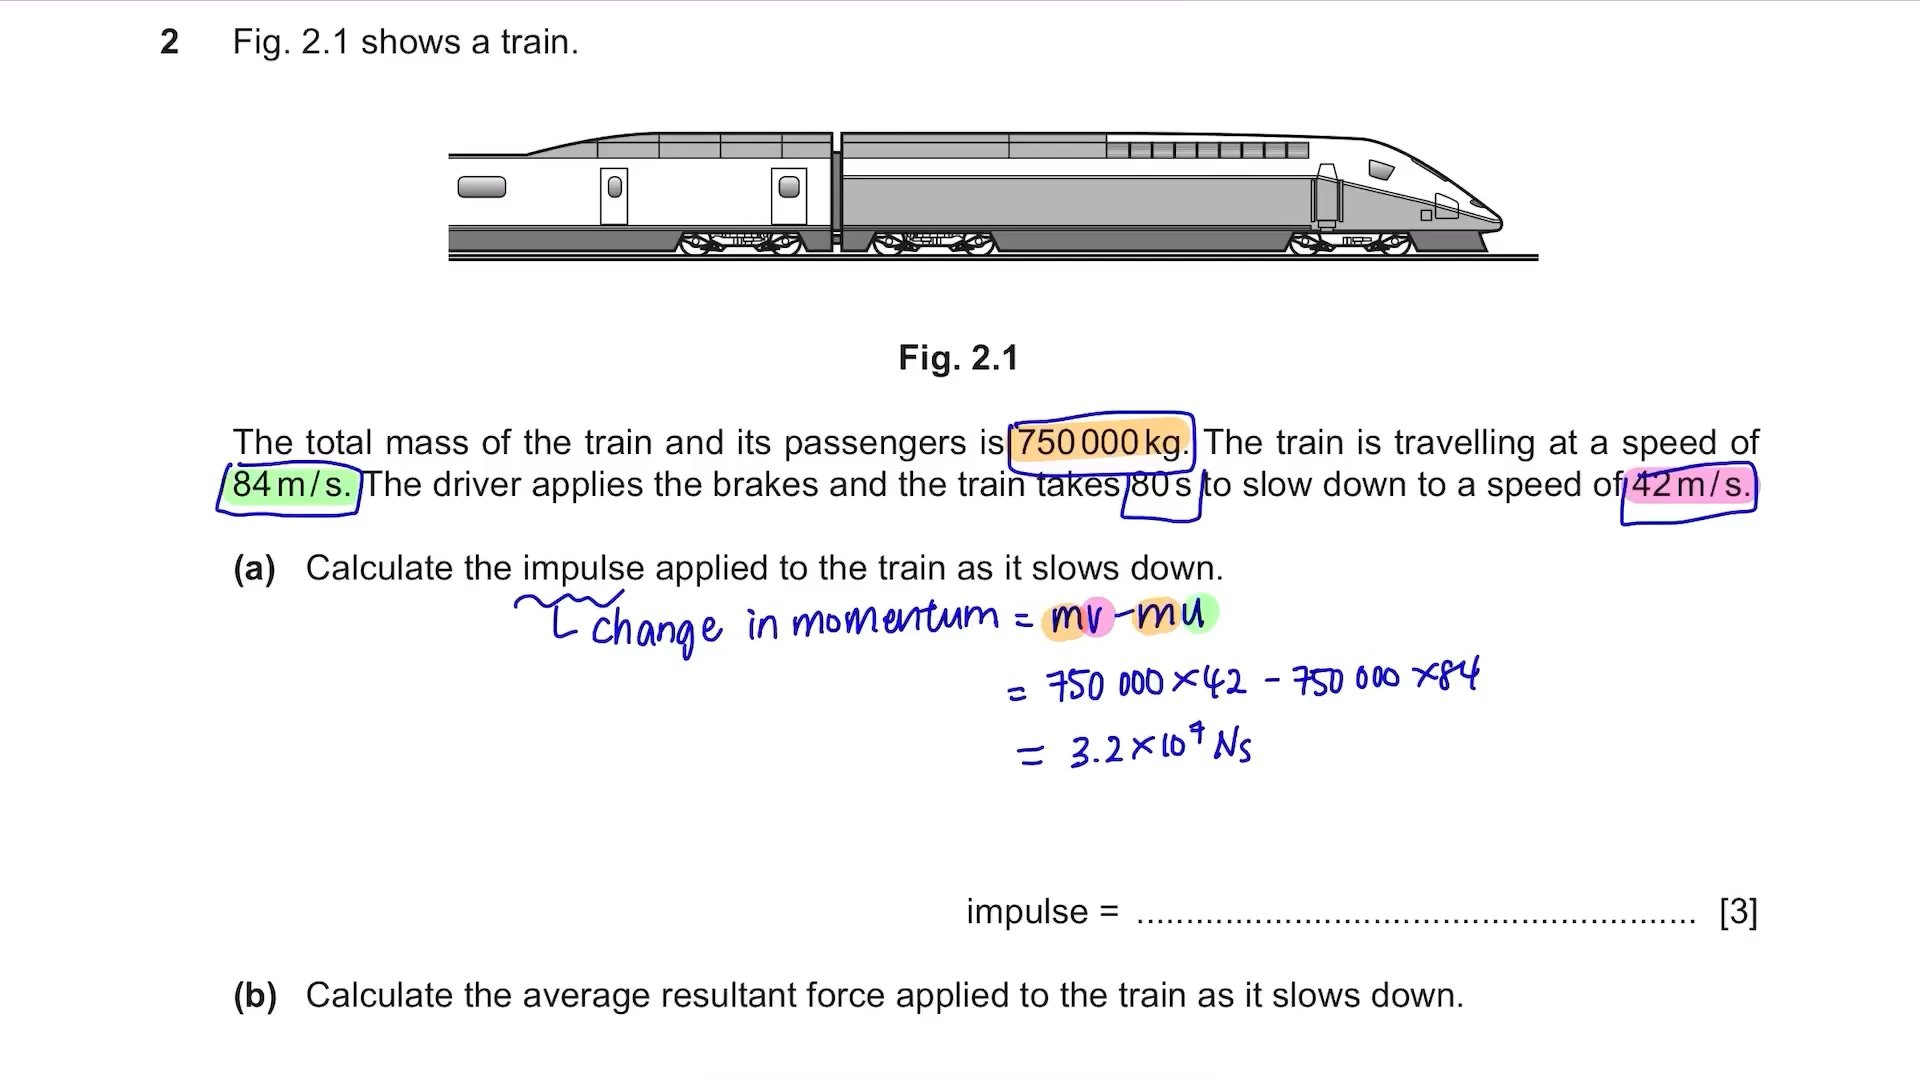 2 Fig. 2.1 shows a train.
Fig. 2.1
The total mass of the train and its passengers is 750 000 kg. The train is travelling at a speed of
84 m / s. The driver applies the brakes and the train takes 80 s to slow down to a speed of 42 m / s.
(a) Calculate the impulse applied to the train as it slows down.
change in momentum = mv - mu
= 750 000 × 42 - 750 000 × 84
= 3.2 × 10⁷ Ns
impulse = ........................................................ [3]
(b) Calculate the average resultant force applied to the train as it slows down.